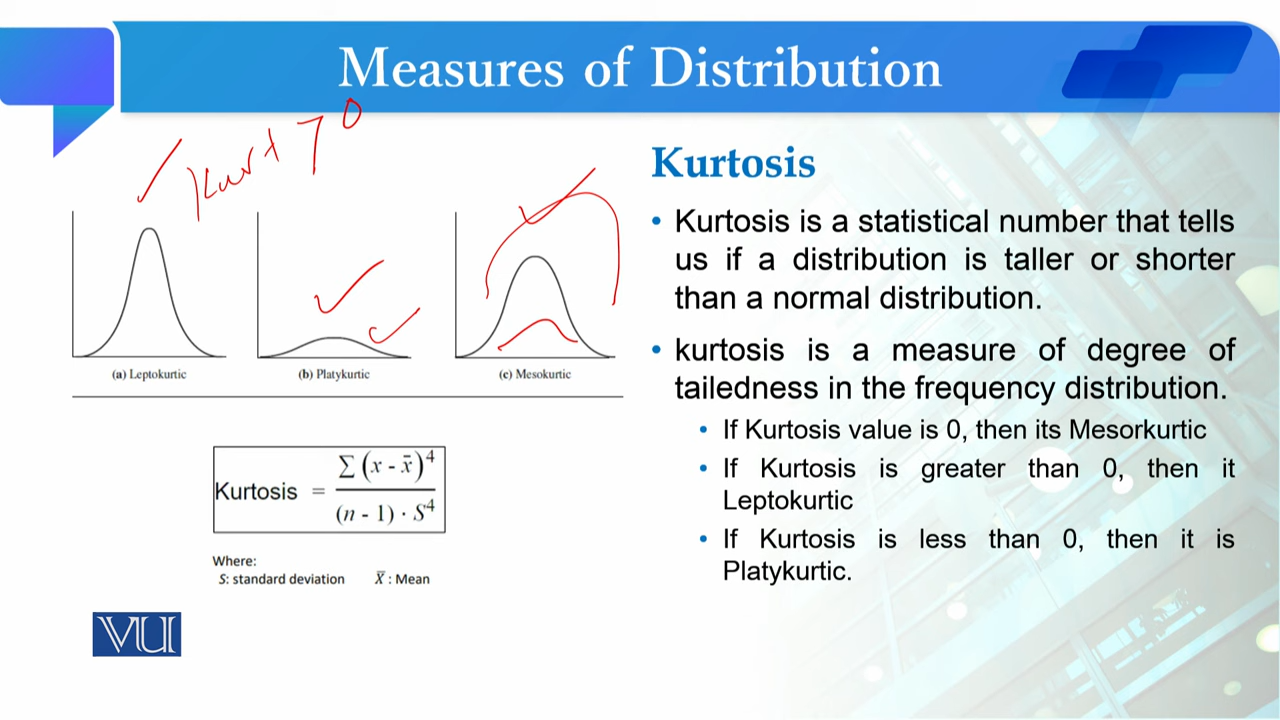 Measures of Distribution
Kurt > 0
(a) Leptokurtic
(b) Platykurtic
(c) Mesokurtic
Kurtosis = ∑ (x - x̄)⁴ / (n - 1) · S⁴
Where:
S: standard deviation X̄ : Mean
VU
Kurtosis
• Kurtosis is a statistical number that tells
us if a distribution is taller or shorter
than a normal distribution.
• kurtosis is a measure of degree of
tailedness in the frequency distribution.
• If Kurtosis value is 0, then its Mesorkurtic
• If Kurtosis is greater than 0, then it
Leptokurtic
• If Kurtosis is less than 0, then it is
Platykurtic.